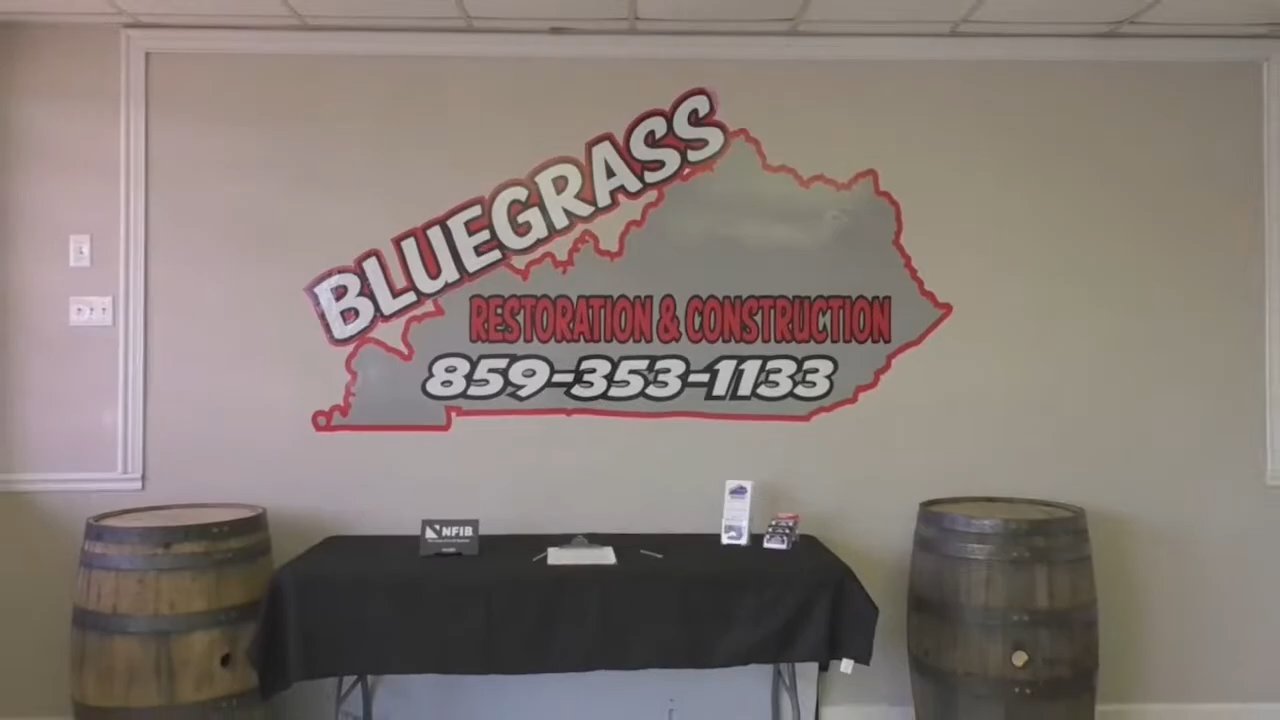 BLUEGRASS
RESTORATION & CONSTRUCTION
859-353-1133
NFIB